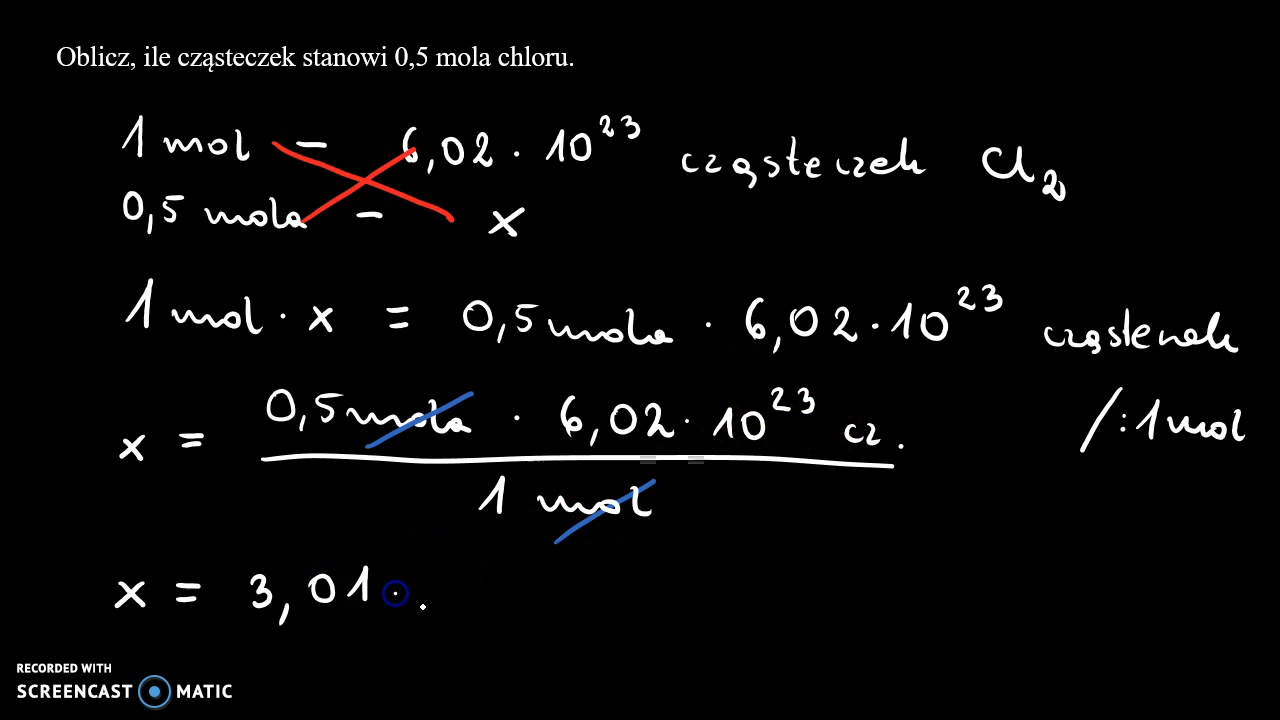 Oblicz, ile cząsteczek stanowi 0,5 mola chloru.
1 mol – 6,02 · 10²³ cząsteczek Cl₂
0,5 mola – x
1 mol · x = 0,5 mola · 6,02 · 10²³ cząsteczek
/: 1 mol
x = 0,5 mola · 6,02 · 10²³ cz.
1 mol
x = 3,01 ·
RECORDED WITH
SCREENCAST MATIC